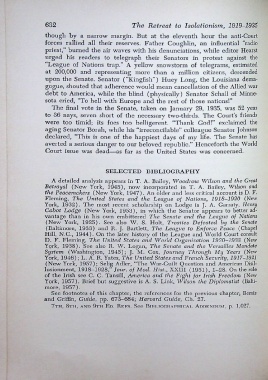 652 The Retreat to Isolationism, 1919-1935
though by a narrow margin. But at the eleventh hour the anti-Court
forces rallied all their reserves. Father Coughlin, an influential "radio
priest," burned the air waves with his denunciations, while editor Hearst
urged his readers to telegraph their Senators in protest against the
"League of Nations trap." A yellow snowstorm of telegrams, estimated
at 200,000 and representing more than a million citizens, descended
upon the Senate. Senator ("Kingfish") Huey Long, the Louisiana dema-
gogue, shouted that adherence would mean cancellation of the Allied war
debt to America, while the blind (physically) Senator Schall of Minne-
sota cried, "To hell with Europe and the rest of those nations!"
The final vote in the Senate, taken on January 29, 1935, was 52 yeas
to 36 nays, seven short of the necessary two-thirds. The Court's friends
were too timid; its foes too belligerent. "Thank God!" exclaimed the
aging Senator Borah, while his "irreconcilable" colleague Senator Johnson
declared, "This is one of the happiest days of my life. The Senate has
averted a serious danger to our beloved republic." Henceforth the World
Court issue was dead—as far as the United States was concerned.
SELECTED BIBLIOGRAPHY
A detailed analysis appears in T. A. Bailey, Woodrow Wilson and the Great
Betrayal (New York, 1945), now incorporated in T. A. Bailey, Wilson and
the Peacemakers (New York, 1947). An older and less critical account is D. F.
Fleming, The United States and the League of Nations, 1918-1920 (New
York, 1932). The most recent scholarship on Lodge is J. A. Garraty, Henry
Cabot Lodge (New York, 1953), in which the Senator appears to better ad-
vantage than in his own embittered The Senate and the League of Nations
(New York, 1925). See also W. S. Holt, Treaties Defeated by the Senate
(Baltimore, 1933) and R. J. Bartlett, The League to Enforce Peace (Chapel
Hill, N.C., 1944). On the later history of the League and World Court consult
D. F. Fleming, The United States and World Organization 1920-1933 (New
York, 1938). See also R. W. Logan, The Senate and the Versailles Mandate
System (Washington, 1945); J. M. Cox, Journey Through My Years (New
York, 1946); L. A. R. Yates, The United States and French Security, 1917-1921
(New York, 1957); Selig Adler, "The War-Guilt Question and American Disil-
lusionment, 1918-1928," Jour. of Mod. Hist., XXIII (1951), 1-28. On the role
of the Irish see C. C. Tansill, America and the Fight for Irish Freedom (New
York, 1957). Brief but suggestive is A. S. Link, Wilson the Diplomatist (Balti-
more, 1957).
See footnotes of this chapter, the references for the previous chapter, Bemis
and Griffin, Guide, pp. 675-684; Harvard Guide, Ch. 27.
7TH, 8TH, AND 9TH ED. REFS. SEE BIBLIOGRAPHICAL ADDENDUM, p. 1,027.